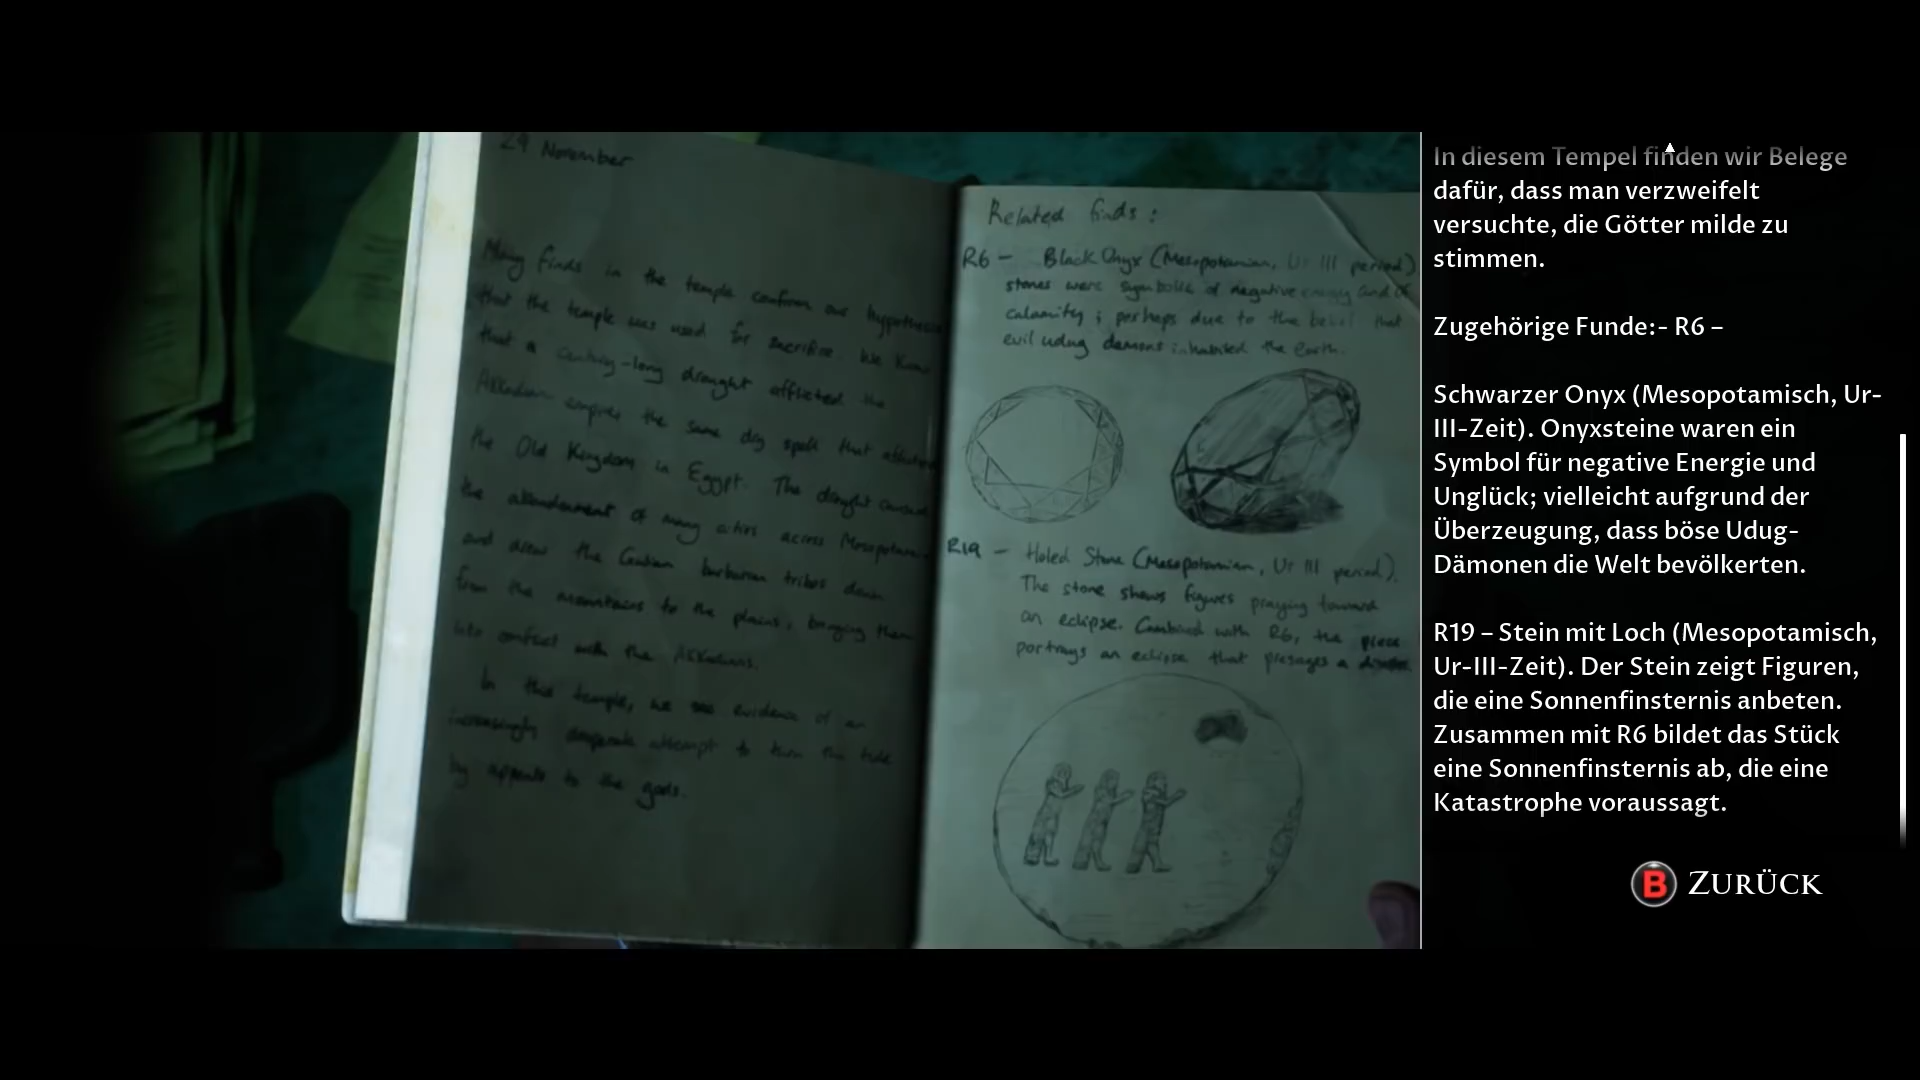 29 November
Many finds in the temple confirm our hypothesis
that the temple was used for sacrifice. We know
that a century-long drought afflicted the
Akkadian empire the same dry spell that
the Old Kingdom in Egypt. The drought caused
the abandonment of many cities across Mesopotamia
and drew the Gutian barbarian tribes down
from the mountains to the plains, bringing them
into conflict with the Akkadians.
In this temple, we see evidence of an
increasingly desperate attempt to turn the tide
by appeals to the gods.
Related finds:
R6 - Black Onyx (Mesopotamian, Ur III period)
stones were symbols of negative energy and of
calamity; perhaps due to the belief that
evil udug demons inhabited the earth.
R19 - Holed Stone (Mesopotamian, Ur III period).
The stone shows figures praying toward
an eclipse. Combined with R6, the piece
portrays an eclipse that presages a
In diesem Tempel finden wir Belege
dafür, dass man verzweifelt
versuchte, die Götter milde zu
stimmen.
Zugehörige Funde:- R6 –
Schwarzer Onyx (Mesopotamisch, Ur-
III-Zeit). Onyxsteine waren ein
Symbol für negative Energie und
Unglück; vielleicht aufgrund der
Überzeugung, dass böse Udug-
Dämonen die Welt bevölkerten.
R19 – Stein mit Loch (Mesopotamisch,
Ur-III-Zeit). Der Stein zeigt Figuren,
die eine Sonnenfinsternis anbeten.
Zusammen mit R6 bildet das Stück
eine Sonnenfinsternis ab, die eine
Katastrophe voraussagt.
B ZURÜCK